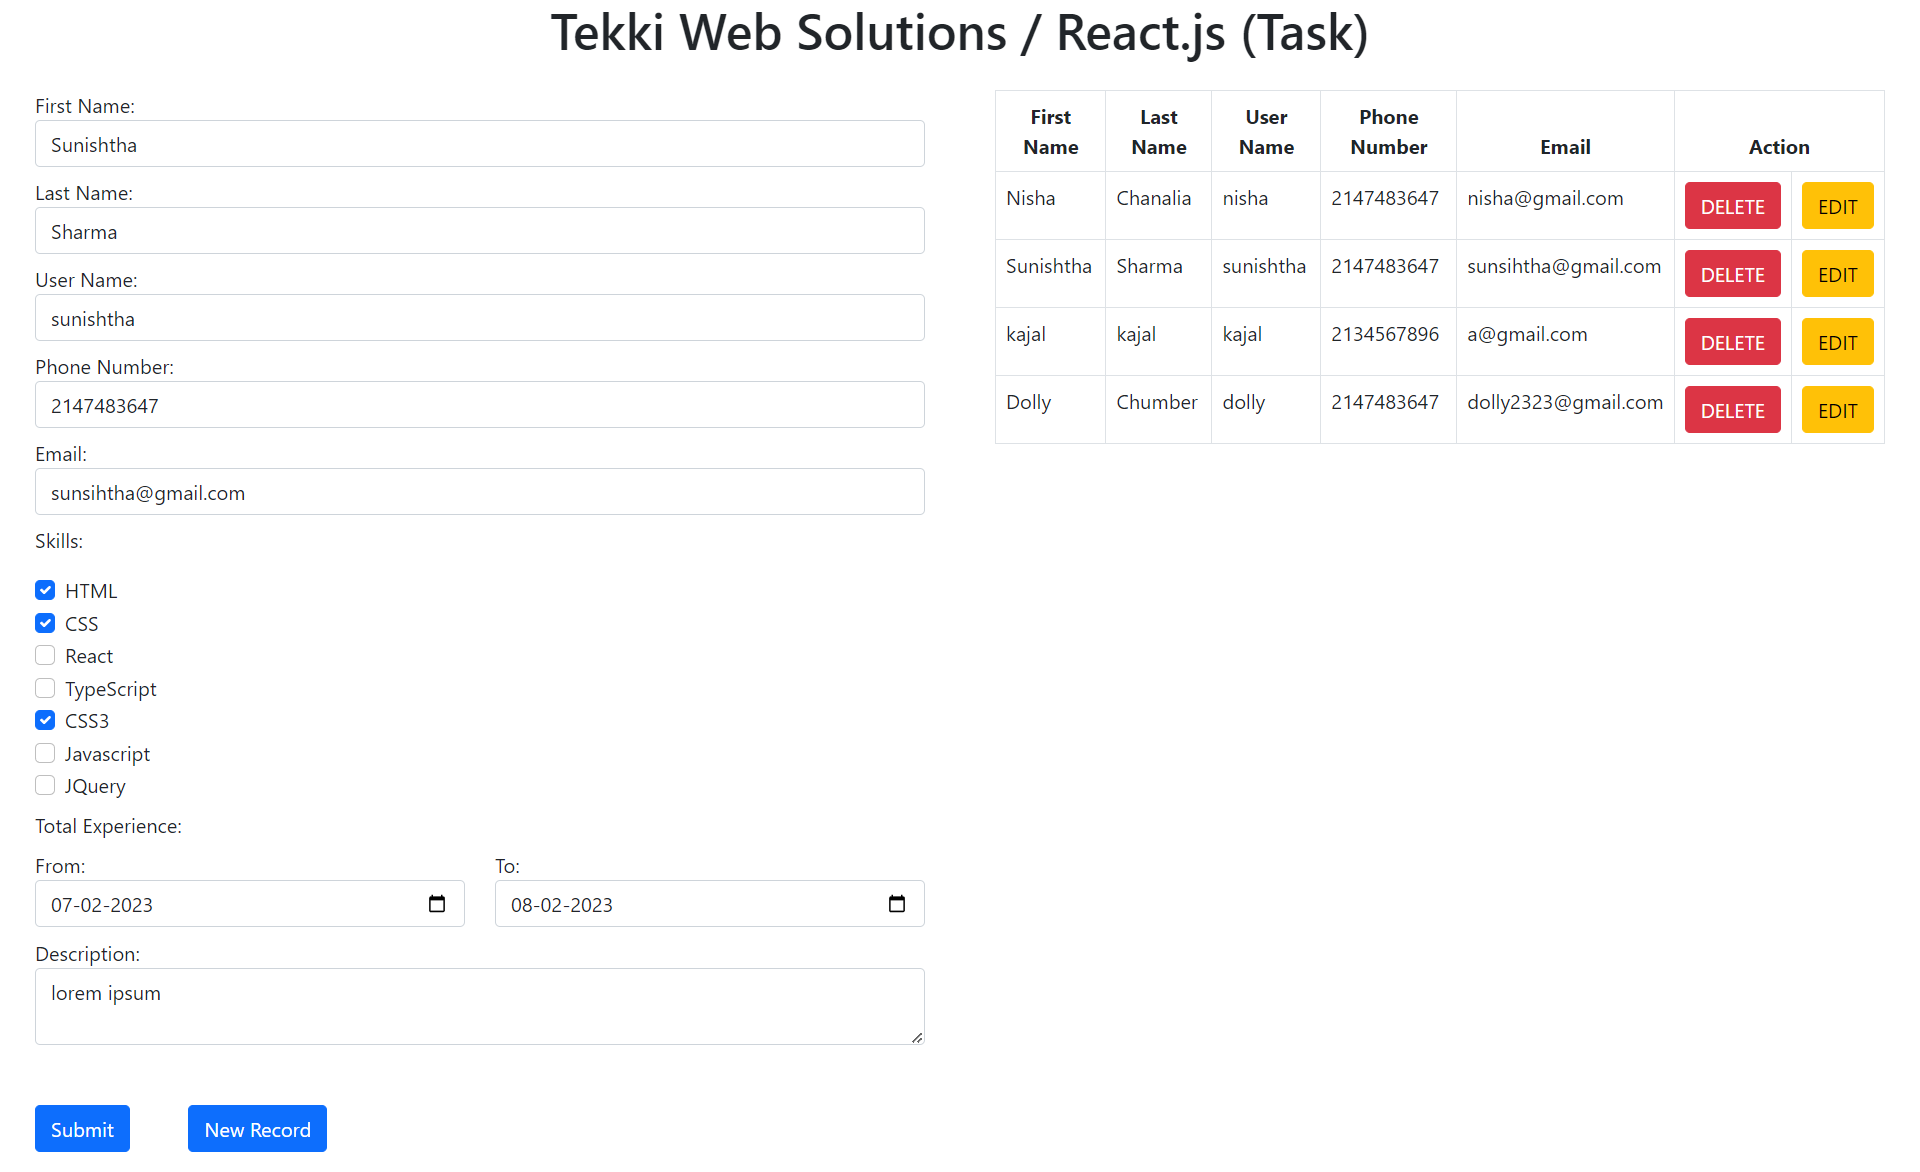 Tekki Web Solutions / React.js (Task)
First Name:
Sunishtha
Last Name:
Sharma
User Name:
sunishtha
Phone Number:
2147483647
Email:
sunsihtha@gmail.com
Skills:
HTML
CSS
React
TypeScript
CSS3
Javascript
JQuery
Total Experience:
From: To:
07-02-2023 08-02-2023
Description:
lorem ipsum
Submit New Record
First Last User Phone
Name Name Name Number Email Action
Nisha Chanalia nisha 2147483647 nisha@gmail.com DELETE EDIT
Sunishtha Sharma sunishtha 2147483647 sunsihtha@gmail.com DELETE EDIT
kajal kajal kajal 2134567896 a@gmail.com DELETE EDIT
Dolly Chumber dolly 2147483647 dolly2323@gmail.com DELETE EDIT